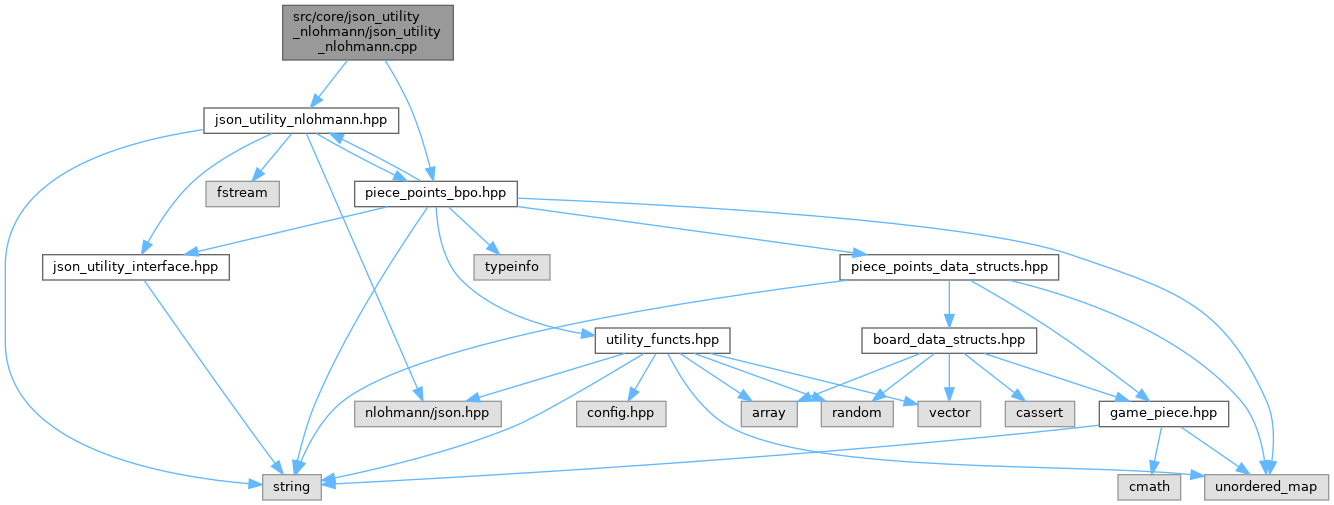 src/core/json_utility
_nlohmann/json_utility
_nlohmann.cpp
json_utility_nlohmann.hpp
fstream
piece_points_bpo.hpp
json_utility_interface.hpp
typeinfo
piece_points_data_structs.hpp
utility_functs.hpp
board_data_structs.hpp
nlohmann/json.hpp
config.hpp
array
random
vector
cassert
game_piece.hpp
string
cmath
unordered_map